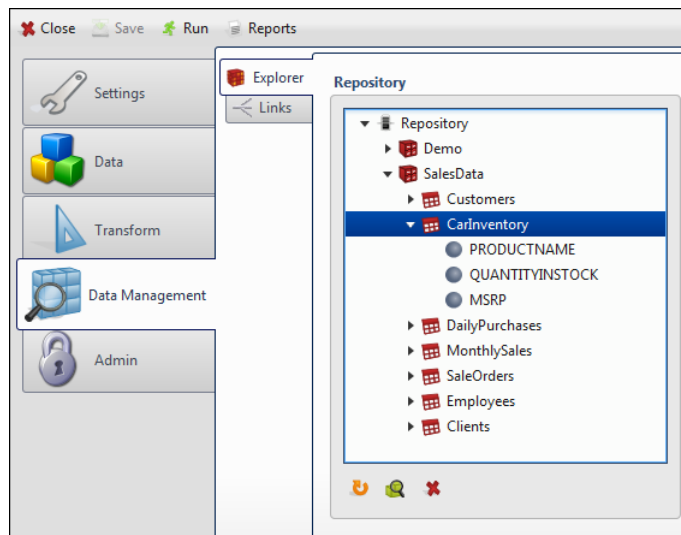 Close Save Run Reports
Settings
Data
Transform
Data Management
Admin
Explorer
Links
Repository
Repository
Demo
SalesData
Customers
CarInventory
PRODUCTNAME
QUANTITYINSTOCK
MSRP
DailyPurchases
MonthlySales
SaleOrders
Employees
Clients